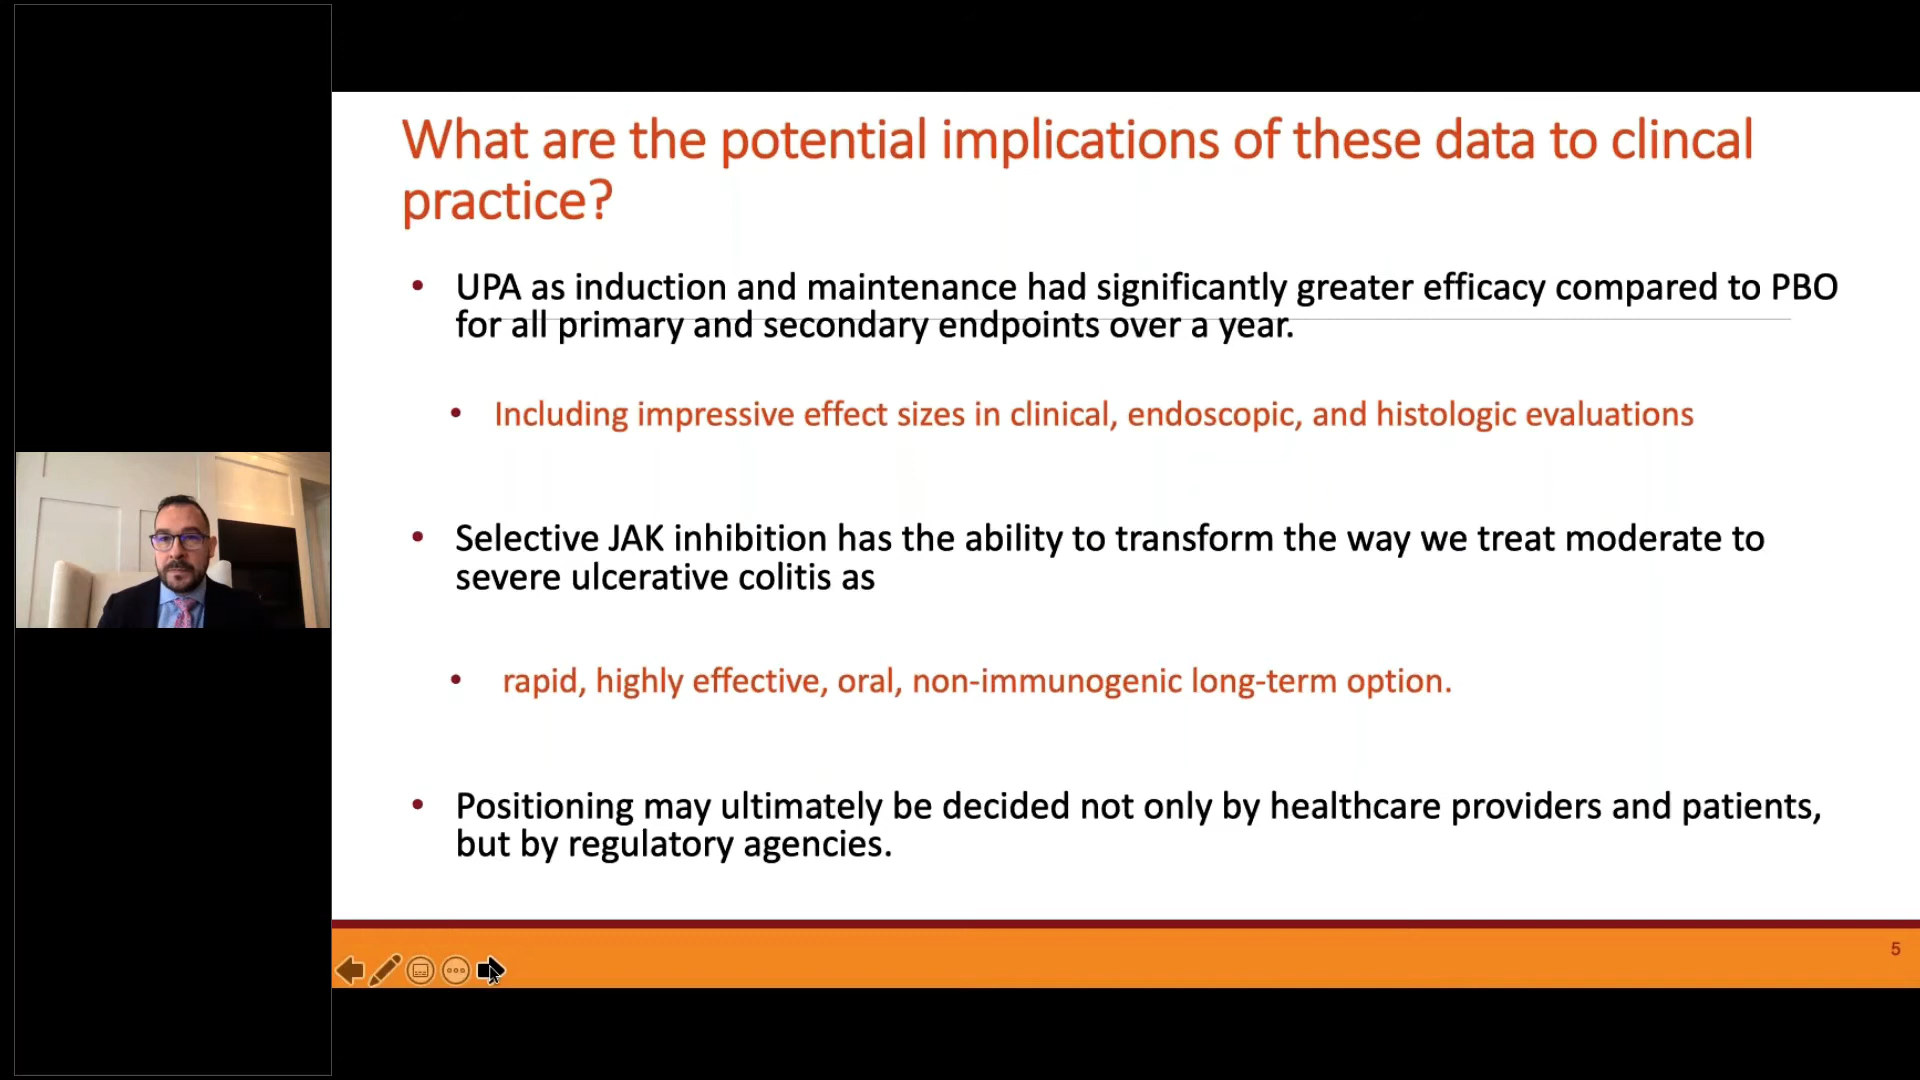 What are the potential implications of these data to clincal
practice?
• UPA as induction and maintenance had significantly greater efficacy compared to PBO
for all primary and secondary endpoints over a year.
• Including impressive effect sizes in clinical, endoscopic, and histologic evaluations
• Selective JAK inhibition has the ability to transform the way we treat moderate to
severe ulcerative colitis as
• rapid, highly effective, oral, non-immunogenic long-term option.
• Positioning may ultimately be decided not only by healthcare providers and patients,
but by regulatory agencies.
5